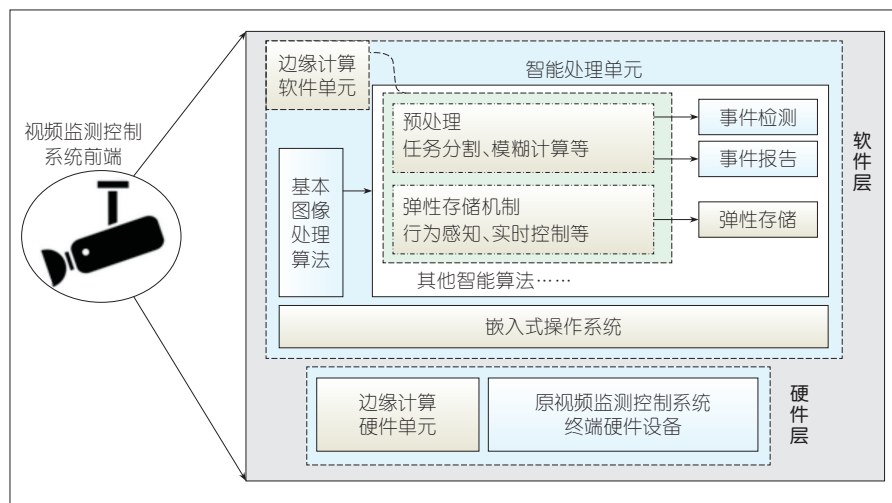 视频监测控制
系统前端
边缘计算
软件单元
智能处理单元
预处理
任务分割、模糊计算等
弹性存储机制
行为感知、实时控制等
其他智能算法……
事件检测
事件报告
弹性存储
基本
图像
处理
算法
嵌入式操作系统
软件层
边缘计算
硬件单元
原视频监测控制系统
终端硬件设备
硬件层